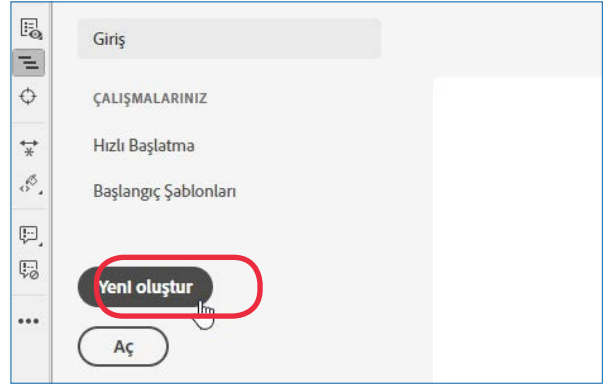 Giriş
ÇALIŞMALARINIZ
Hızlı Başlatma
Başlangıç Şablonları
Yeni oluştur
Aç